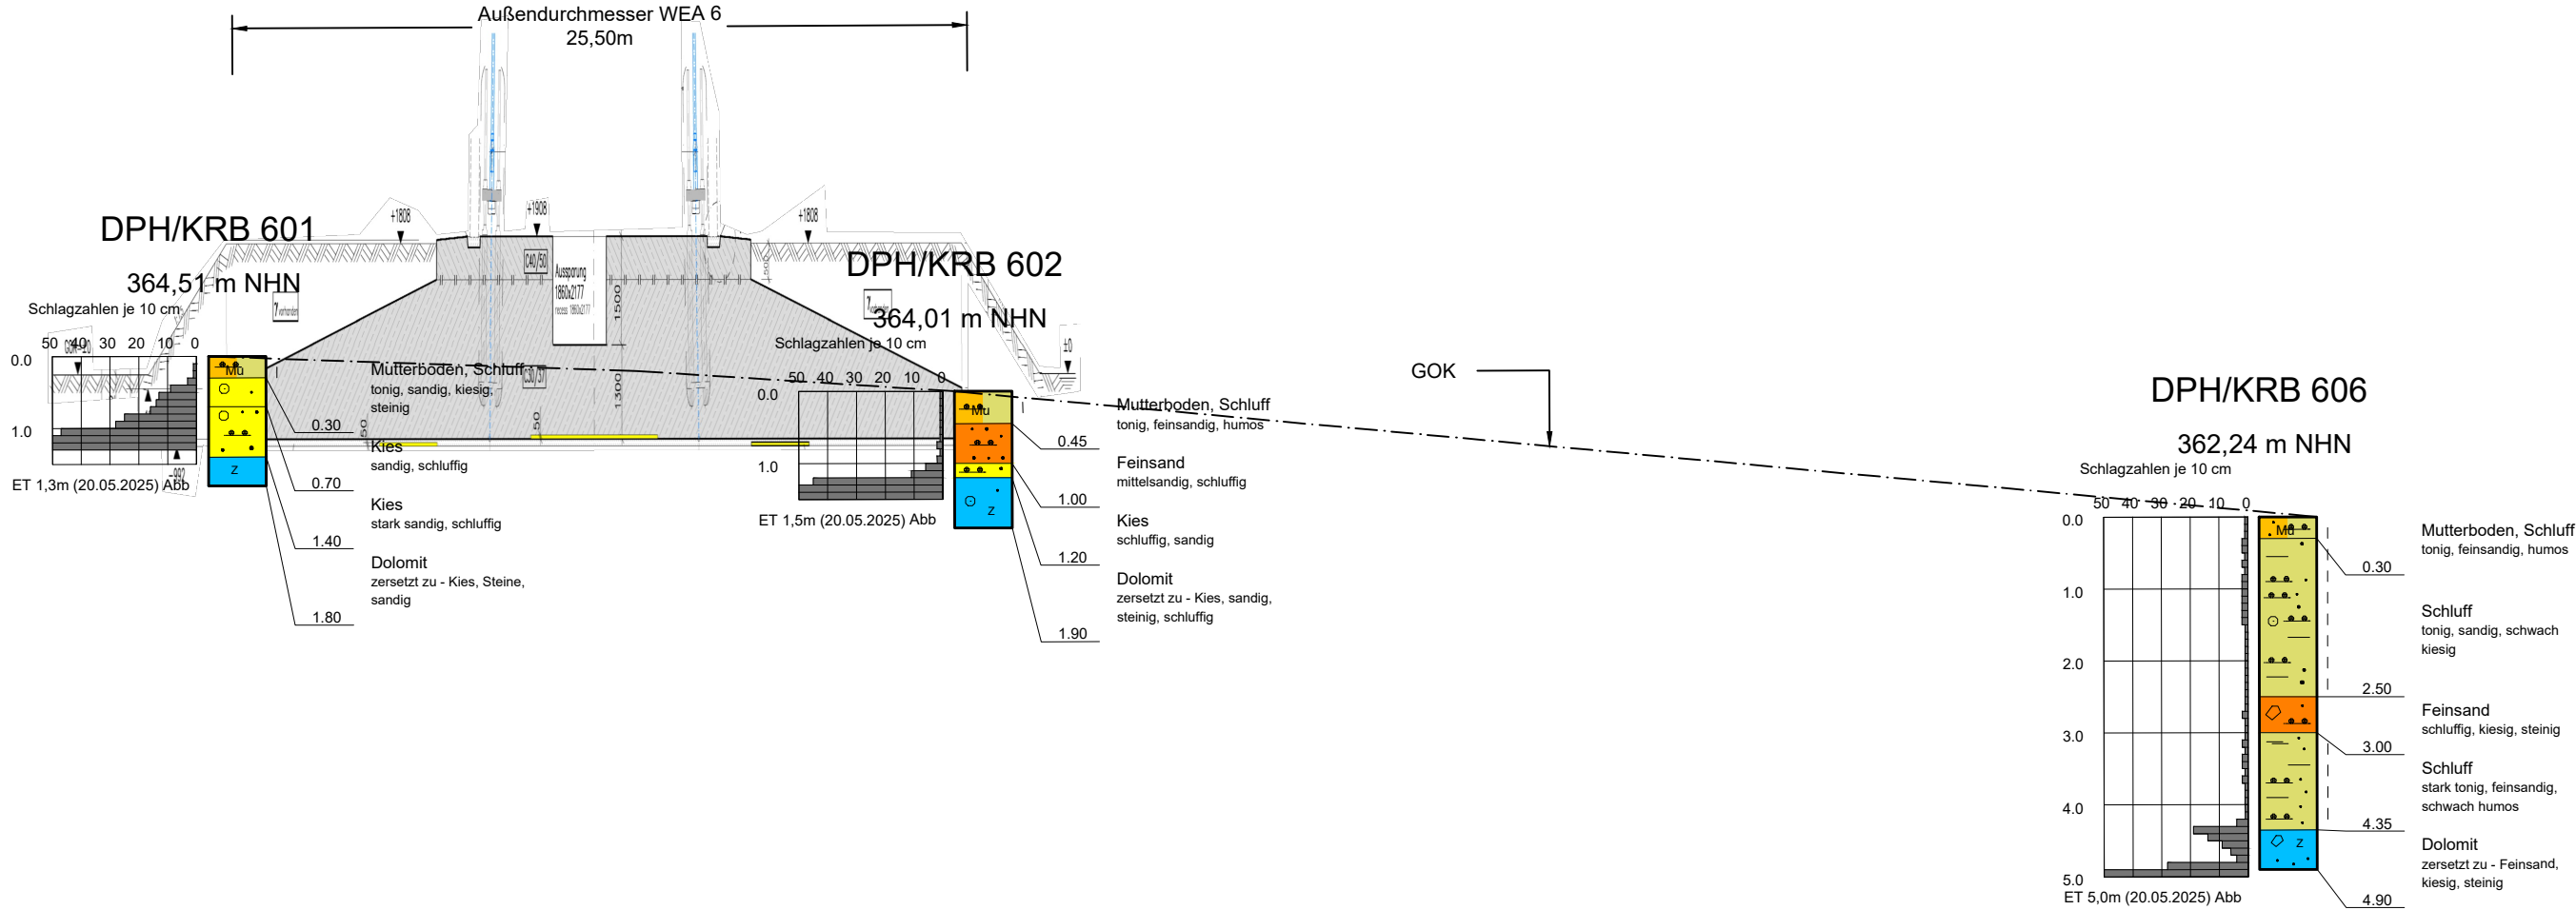 Außendurchmesser WEA 6
25,50m
+1808
+1908
+1808
C40/50
Aussparung
1860x2177
recess 1860x2177
1500
500
γ vorhanden
γ vorhanden
±0
C30/37
1300
50
50
-992
DPH/KRB 601
364,51 m NHN
Schlagzahlen je 10 cm
50 40 30 20 10 0
0.0
1.0
ET 1,3m (20.05.2025) Abb
Mu
Z
0.30
0.70
1.40
1.80
Mutterboden, Schluff
tonig, sandig, kiesig,
steinig
Kies
sandig, schluffig
Kies
stark sandig, schluffig
Dolomit
zersetzt zu - Kies, Steine,
sandig
DPH/KRB 602
364,01 m NHN
Schlagzahlen je 10 cm
50 40 30 20 10 0
0.0
1.0
ET 1,5m (20.05.2025) Abb
Mu
Z
0.45
1.00
1.20
1.90
Mutterboden, Schluff
tonig, feinsandig, humos
Feinsand
mittelsandig, schluffig
Kies
schluffig, sandig
Dolomit
zersetzt zu - Kies, sandig,
steinig, schluffig
GOK
DPH/KRB 606
362,24 m NHN
Schlagzahlen je 10 cm
50 40 30 20 10 0
0.0
1.0
2.0
3.0
4.0
5.0
ET 5,0m (20.05.2025) Abb
Mu
Z
0.30
2.50
3.00
4.35
4.90
Mutterboden, Schluff
tonig, feinsandig, humos
Schluff
tonig, sandig, schwach
kiesig
Feinsand
schluffig, kiesig, steinig
Schluff
stark tonig, feinsandig,
schwach humos
Dolomit
zersetzt zu - Feinsand,
kiesig, steinig